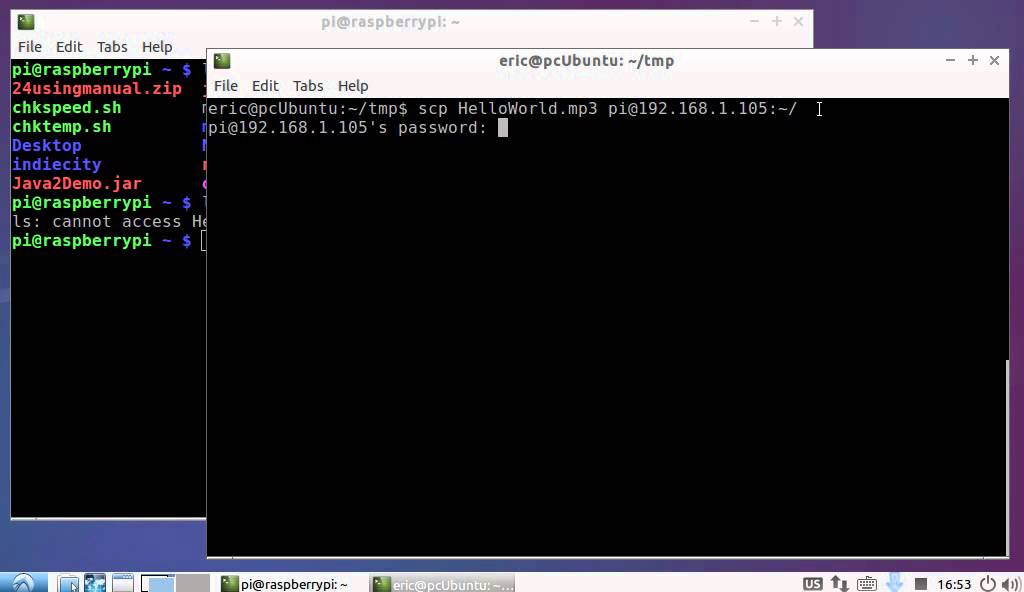 pi@raspberrypi: ~
File Edit Tabs Help
pi@raspberrypi ~ $
24usingmanual.zip
chkspeed.sh
chktemp.sh
Desktop
indiecity
Java2Demo.jar
pi@raspberrypi ~ $
ls: cannot access He
pi@raspberrypi ~ $
eric@pcUbuntu: ~/tmp
File Edit Tabs Help
eric@pcUbuntu:~/tmp$ scp HelloWorld.mp3 pi@192.168.1.105:~/
pi@192.168.1.105's password:
pi@raspberrypi: ~
eric@pcUbuntu: ~...
US
16:53